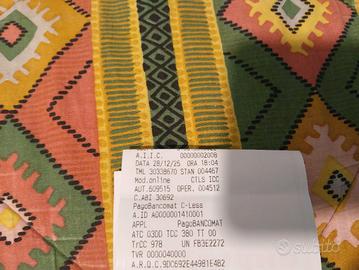 A.I.I.C. 00000002008
DATA 28/12/25 ORA 18:04
TML 30338670 STAN 004467
Mod.online CTLS ICC
AUT.609515 OPER. 004512
C.ABI 30692
PagoBancomat C-Less
A.ID A0000001410001
APPL PagoBANCOMAT
ATC 03DD TCC 380 TT 00
TrCC 978 UN FB3E2272
TVR 0000040000
A.R.Q.C.9DC692E44981E4B2
subito